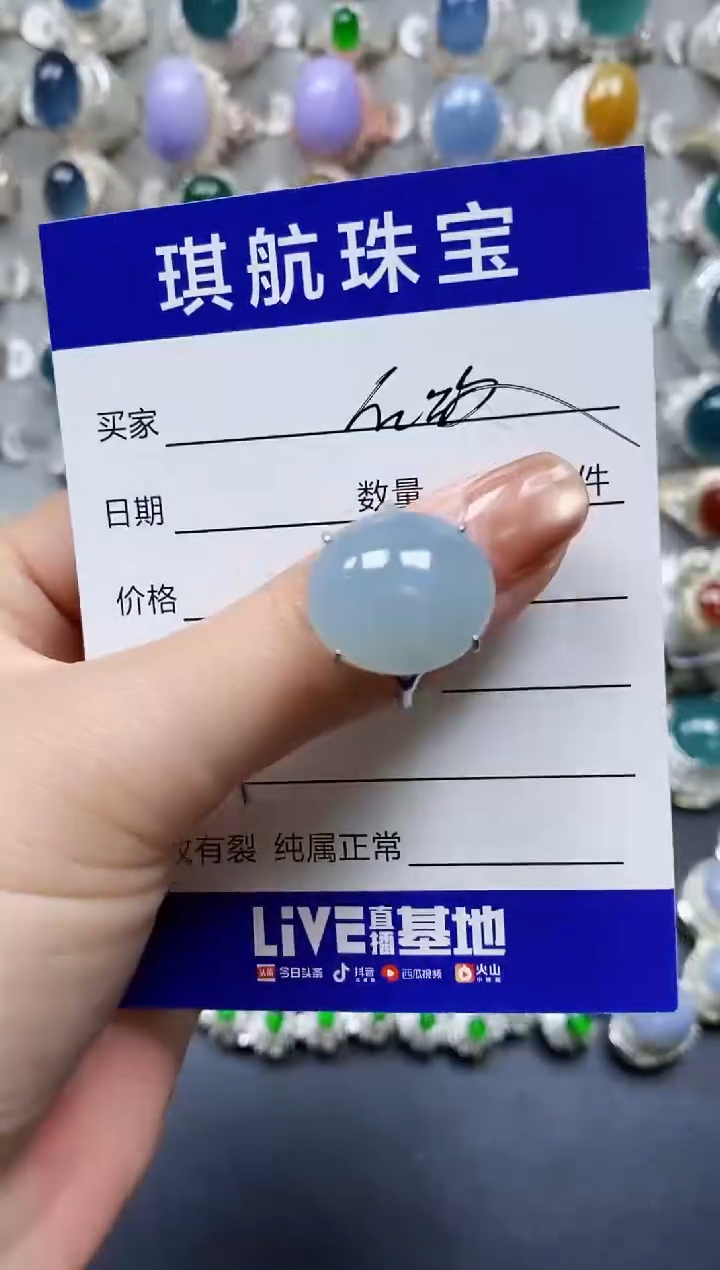 琪航珠宝
买家
日期 数量 件
价格
有裂 纯属正常
LiVE直播基地
头条 今日头条 抖音 西瓜视频 火山